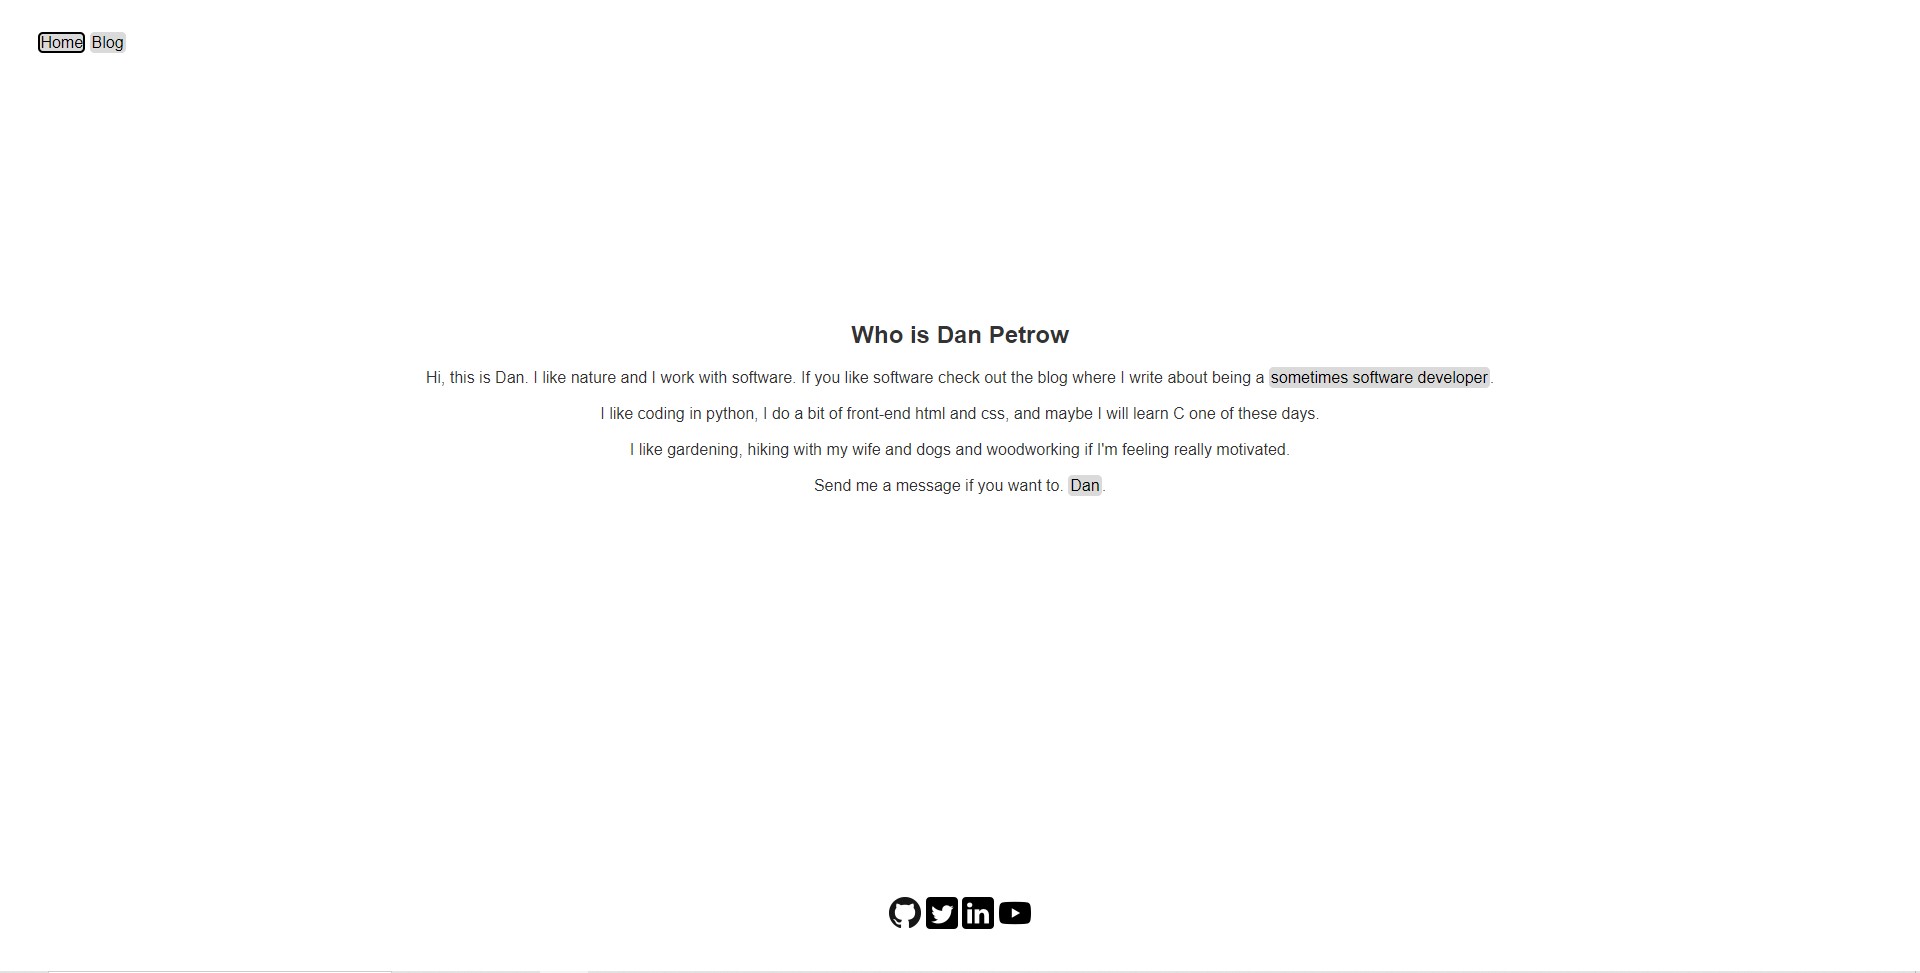 Home Blog
Who is Dan Petrow
Hi, this is Dan. I like nature and I work with software. If you like software check out the blog where I write about being a sometimes software developer.
I like coding in python, I do a bit of front-end html and css, and maybe I will learn C one of these days.
I like gardening, hiking with my wife and dogs and woodworking if I'm feeling really motivated.
Send me a message if you want to. Dan.
in